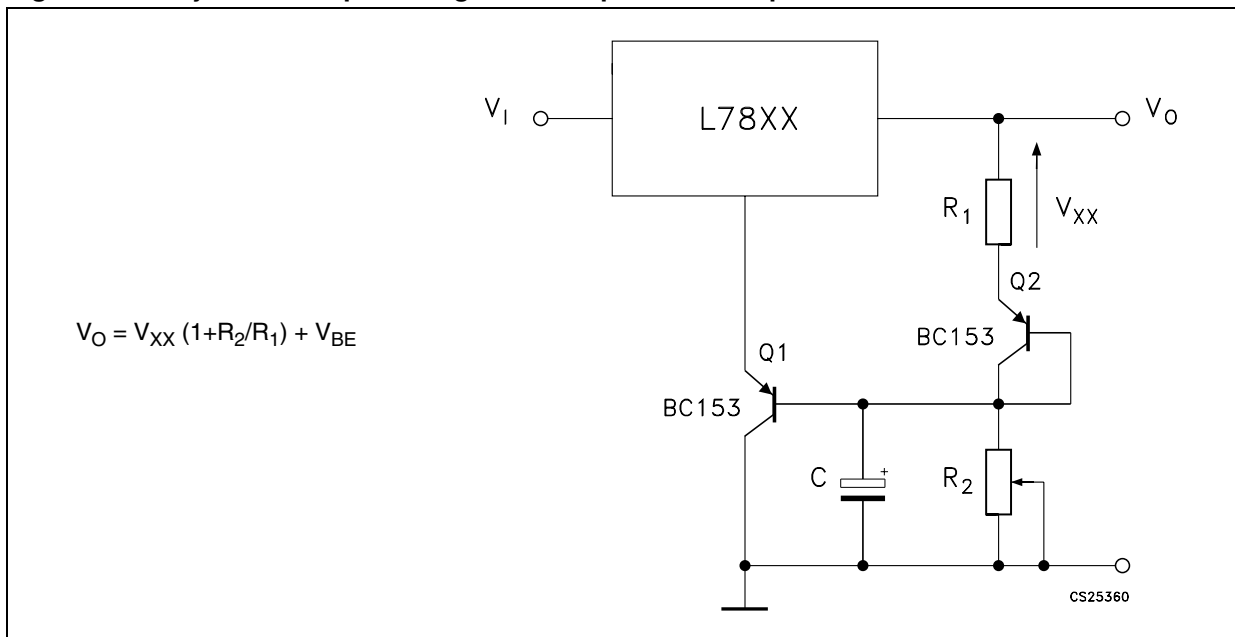 L78XX
V_I
V_O
R_1
V_XX
Q2
BC153
V_O = V_XX (1+R_2/R_1) + V_BE
Q1
BC153
C
+
R_2
CS25360